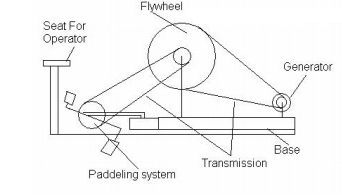 Flywheel
Seat For
Operator
Generator
Base
Transmission
Paddeling system